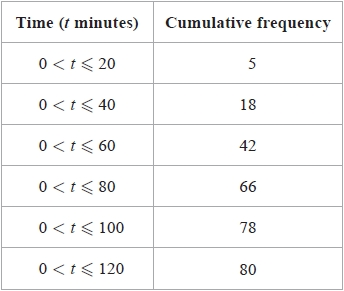 Time (t minutes) Cumulative frequency
0 < t ⩽ 20 5
0 < t ⩽ 40 18
0 < t ⩽ 60 42
0 < t ⩽ 80 66
0 < t ⩽ 100 78
0 < t ⩽ 120 80